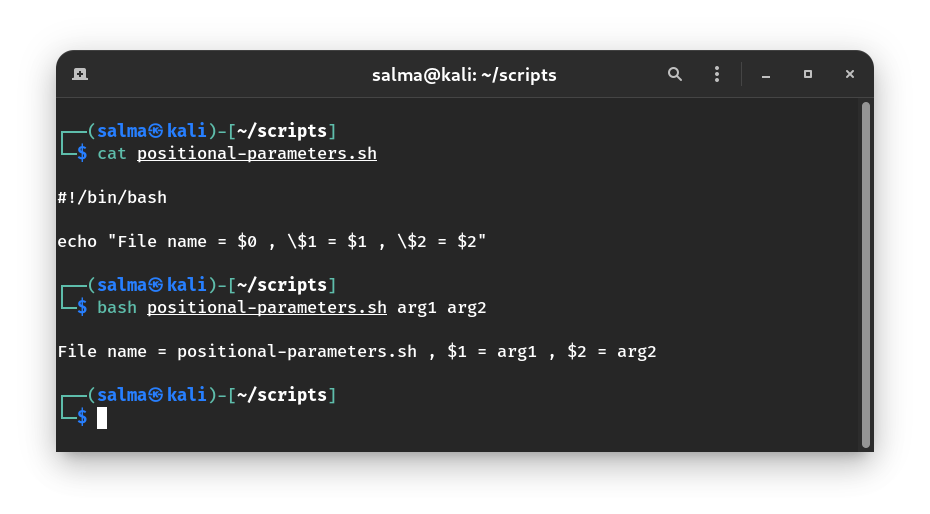 salma@kali: ~/scripts
┌──(salma㉿kali)-[~/scripts]
└─$ cat positional-parameters.sh
#!/bin/bash
echo "File name = $0 , \$1 = $1 , \$2 = $2"
┌──(salma㉿kali)-[~/scripts]
└─$ bash positional-parameters.sh arg1 arg2
File name = positional-parameters.sh , $1 = arg1 , $2 = arg2
┌──(salma㉿kali)-[~/scripts]
└─$